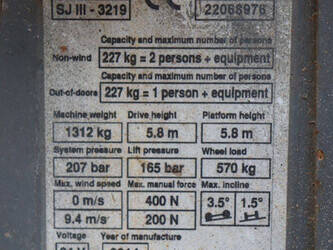 SJ III - 3219 CE 22068976
Capacity and maximum number of persons
Non-wind 227 kg = 2 persons + equipment
Capacity and maximum number of persons
Out-of-doors 227 kg = 1 person + equipment
Machine weight Drive height Platform height
1312 kg 5.8 m 5.8 m
System pressure Lift pressure Wheel load
207 bar 165 bar 570 kg
Max. wind speed Max. manual force Max. incline
0 m/s 400 N 3.5° 1.5°
9.4 m/s 200 N
Voltage Year of manufacture